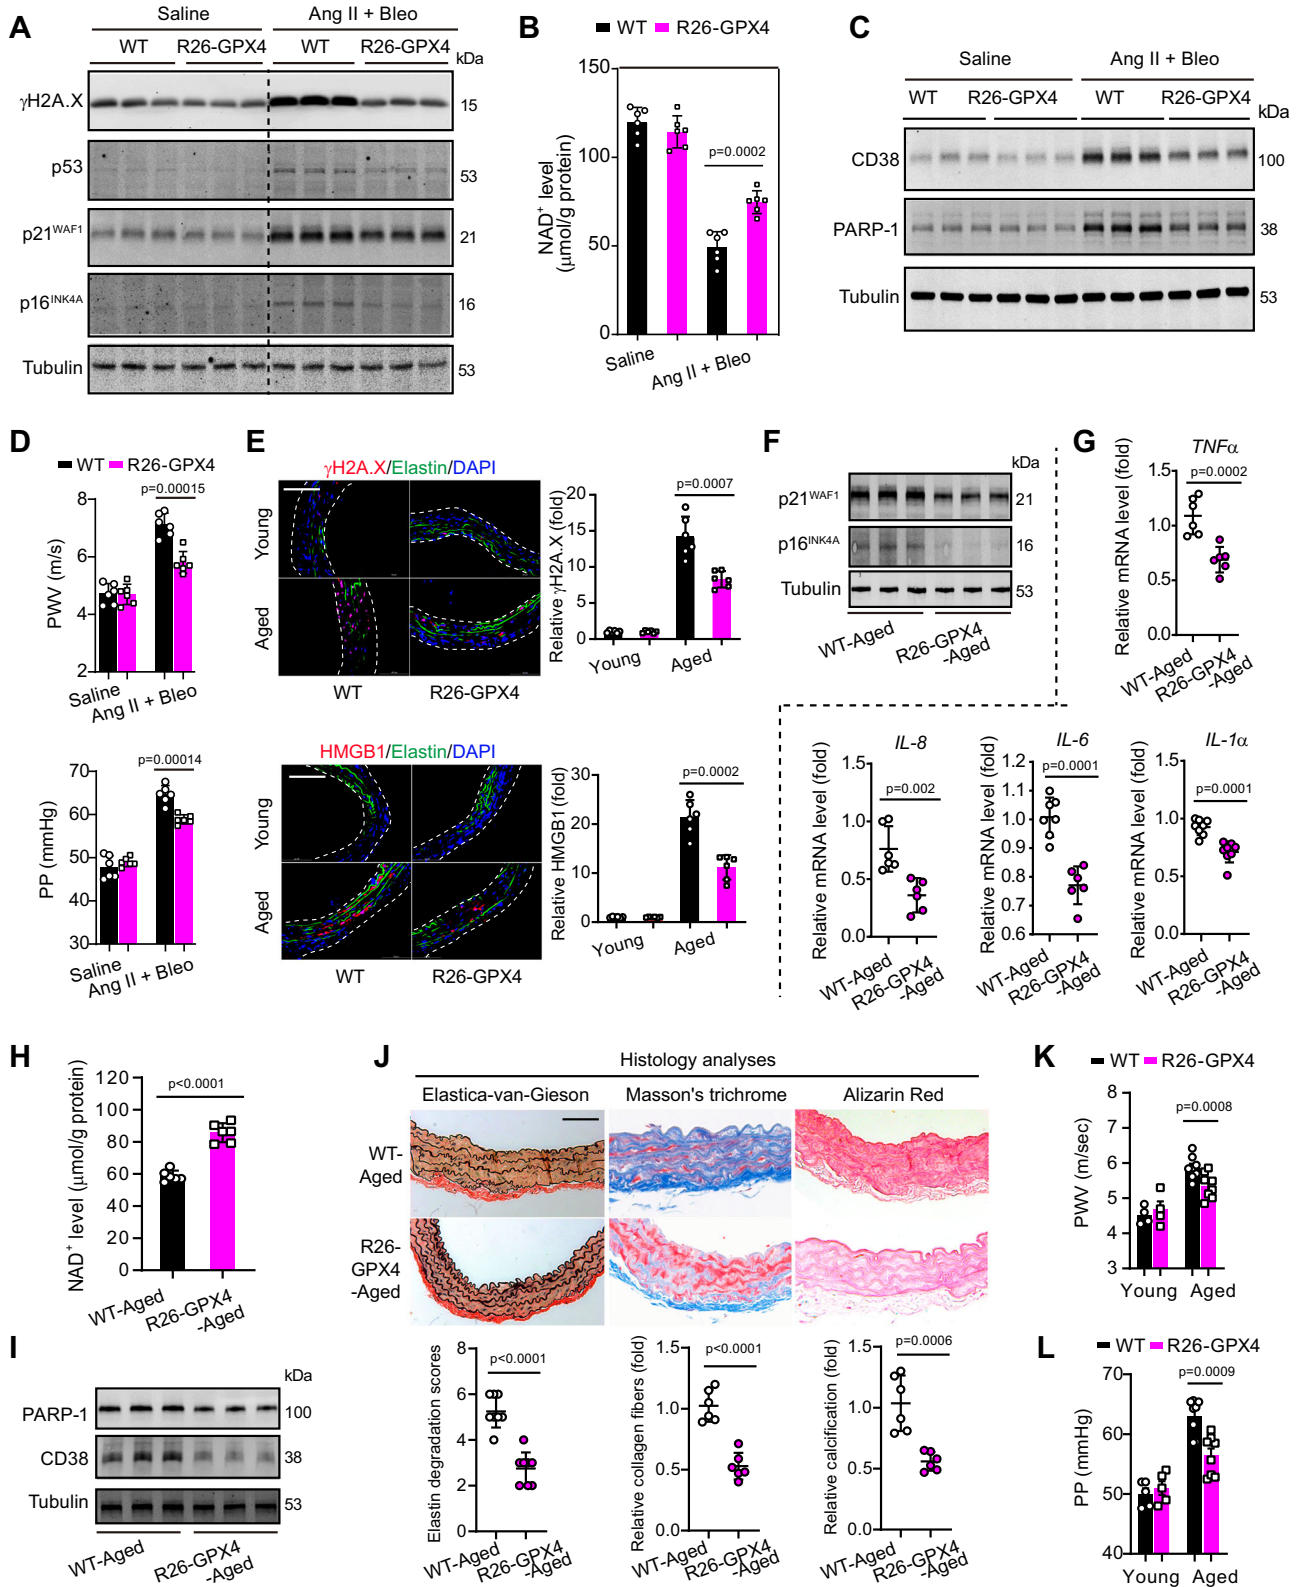 A
Saline
Ang II + Bleo
WT
R26-GPX4
WT
R26-GPX4
kDa
γH2A.X
15
p53
53
p21WAF1
21
p16INK4A
16
Tubulin
53
B
WT
R26-GPX4
NAD+ level
(μmol/g protein)
150
100
50
0
p=0.0002
Saline
Ang II + Bleo
C
Saline
Ang II + Bleo
WT
R26-GPX4
WT
R26-GPX4
kDa
CD38
100
PARP-1
38
Tubulin
53
D
WT
R26-GPX4
p=0.00015
PWV (m/s)
8
6
4
2
Saline
Ang II + Bleo
p=0.00014
PP (mmHg)
70
60
50
40
30
Saline
Ang II + Bleo
E
γH2A.X/Elastin/DAPI
Young
Aged
WT
R26-GPX4
Relative γH2A.X (fold)
20
15
10
5
0
p=0.0007
Young
Aged
HMGB1/Elastin/DAPI
Young
Aged
WT
R26-GPX4
Relative HMGB1 (fold)
30
20
10
0
p=0.0002
Young
Aged
F
kDa
p21WAF1
21
p16INK4A
16
Tubulin
53
WT-Aged
R26-GPX4
-Aged
G
TNFα
Relative mRNA level (fold)
1.5
1.0
0.5
0.0
p=0.0002
WT-Aged
R26-GPX4
-Aged
IL-8
Relative mRNA level (fold)
1.5
1.0
0.5
0.0
p=0.002
WT-Aged
R26-GPX4
-Aged
IL-6
Relative mRNA level (fold)
1.2
1.1
1.0
0.9
0.8
0.7
0.6
p=0.0001
WT-Aged
R26-GPX4
-Aged
IL-1α
Relative mRNA level (fold)
1.5
1.0
0.5
0.0
p=0.0001
WT-Aged
R26-GPX4
-Aged
H
NAD+ level (μmol/g protein)
120
100
80
60
40
20
0
p<0.0001
WT-Aged
R26-GPX4
-Aged
I
kDa
PARP-1
100
CD38
38
Tubulin
53
WT-Aged
R26-GPX4
-Aged
J
Histology analyses
Elastica-van-Gieson
Masson's trichrome
Alizarin Red
WT-
Aged
R26-
GPX4
-Aged
Elastin degradation scores
8
6
4
2
0
p<0.0001
WT-Aged
R26-GPX4
-Aged
Relative collagen fibers (fold)
1.5
1.0
0.5
0.0
p<0.0001
WT-Aged
R26-GPX4
-Aged
Relative calcification (fold)
1.5
1.0
0.5
0.0
p=0.0006
WT-Aged
R26-GPX4
-Aged
K
WT
R26-GPX4
PWV (m/sec)
8
7
6
5
4
3
p=0.0008
Young
Aged
L
WT
R26-GPX4
PP (mmHg)
70
60
50
40
p=0.0009
Young
Aged